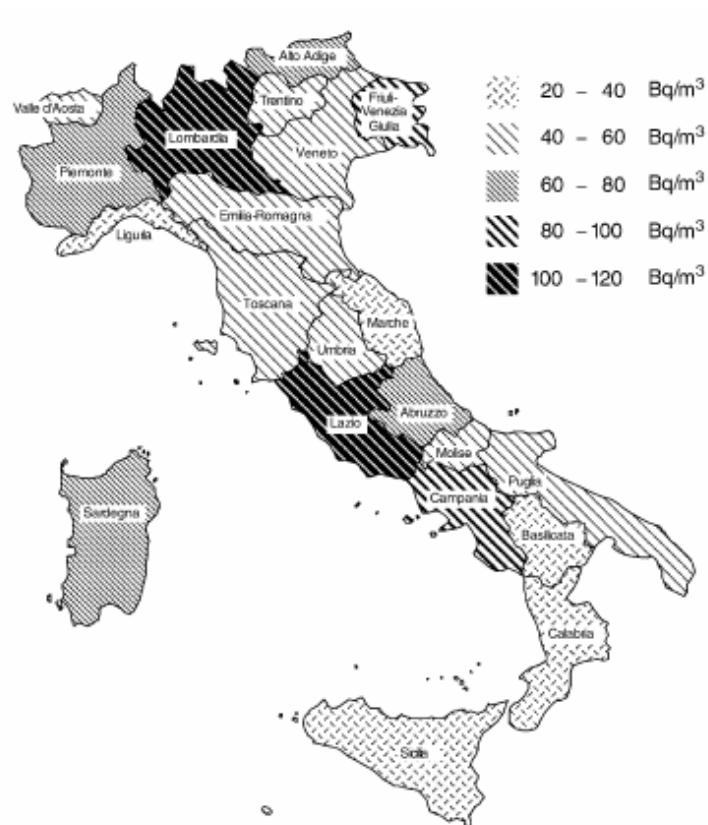 Alto Adige
Valle d'Aosta
Trentino
Friuli-
Venezia
Giulia
Lombardia
Veneto
Piemonte
Emilia-Romagna
Liguria
Toscana
Marche
Umbria
Abruzzo
Lazio
Molise
Puglia
Campania
Sardegna
Basilicata
Calabria
Sicilia
20 – 40 Bq/m³
40 – 60 Bq/m³
60 – 80 Bq/m³
80 – 100 Bq/m³
100 – 120 Bq/m³